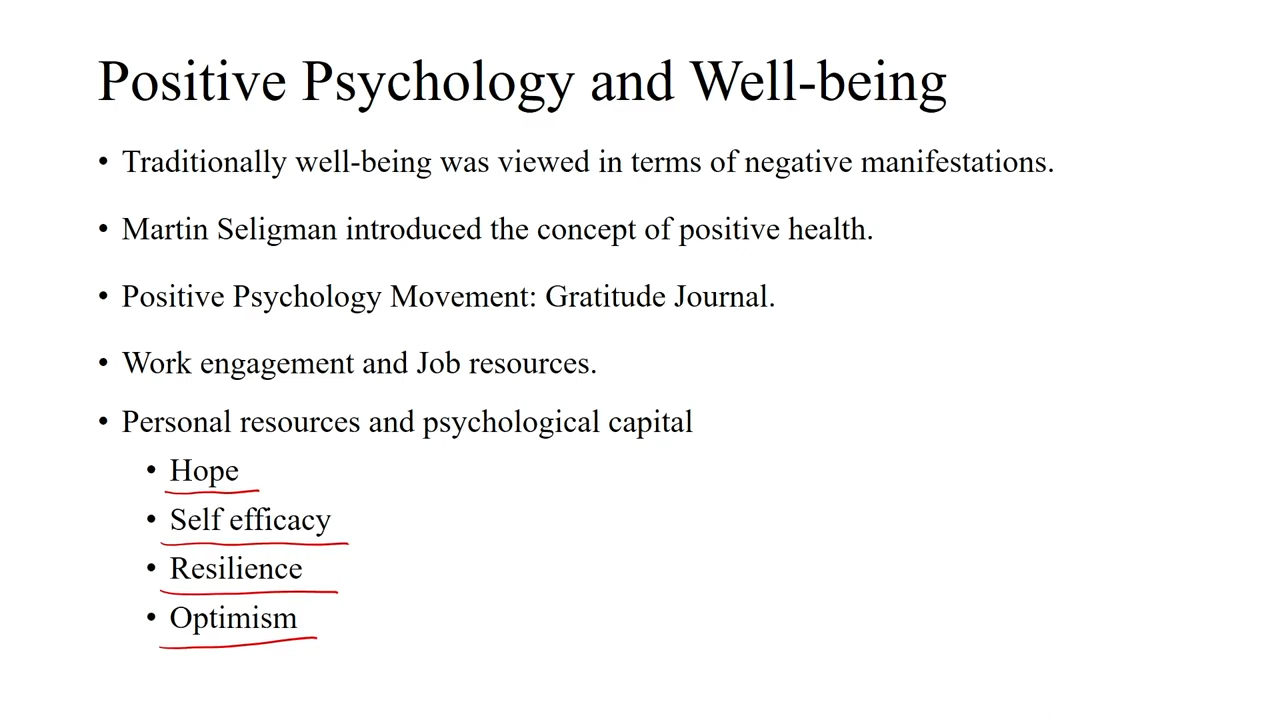 Positive Psychology and Well-being
• Traditionally well-being was viewed in terms of negative manifestations.
• Martin Seligman introduced the concept of positive health.
• Positive Psychology Movement: Gratitude Journal.
• Work engagement and Job resources.
• Personal resources and psychological capital
• Hope
• Self efficacy
• Resilience
• Optimism